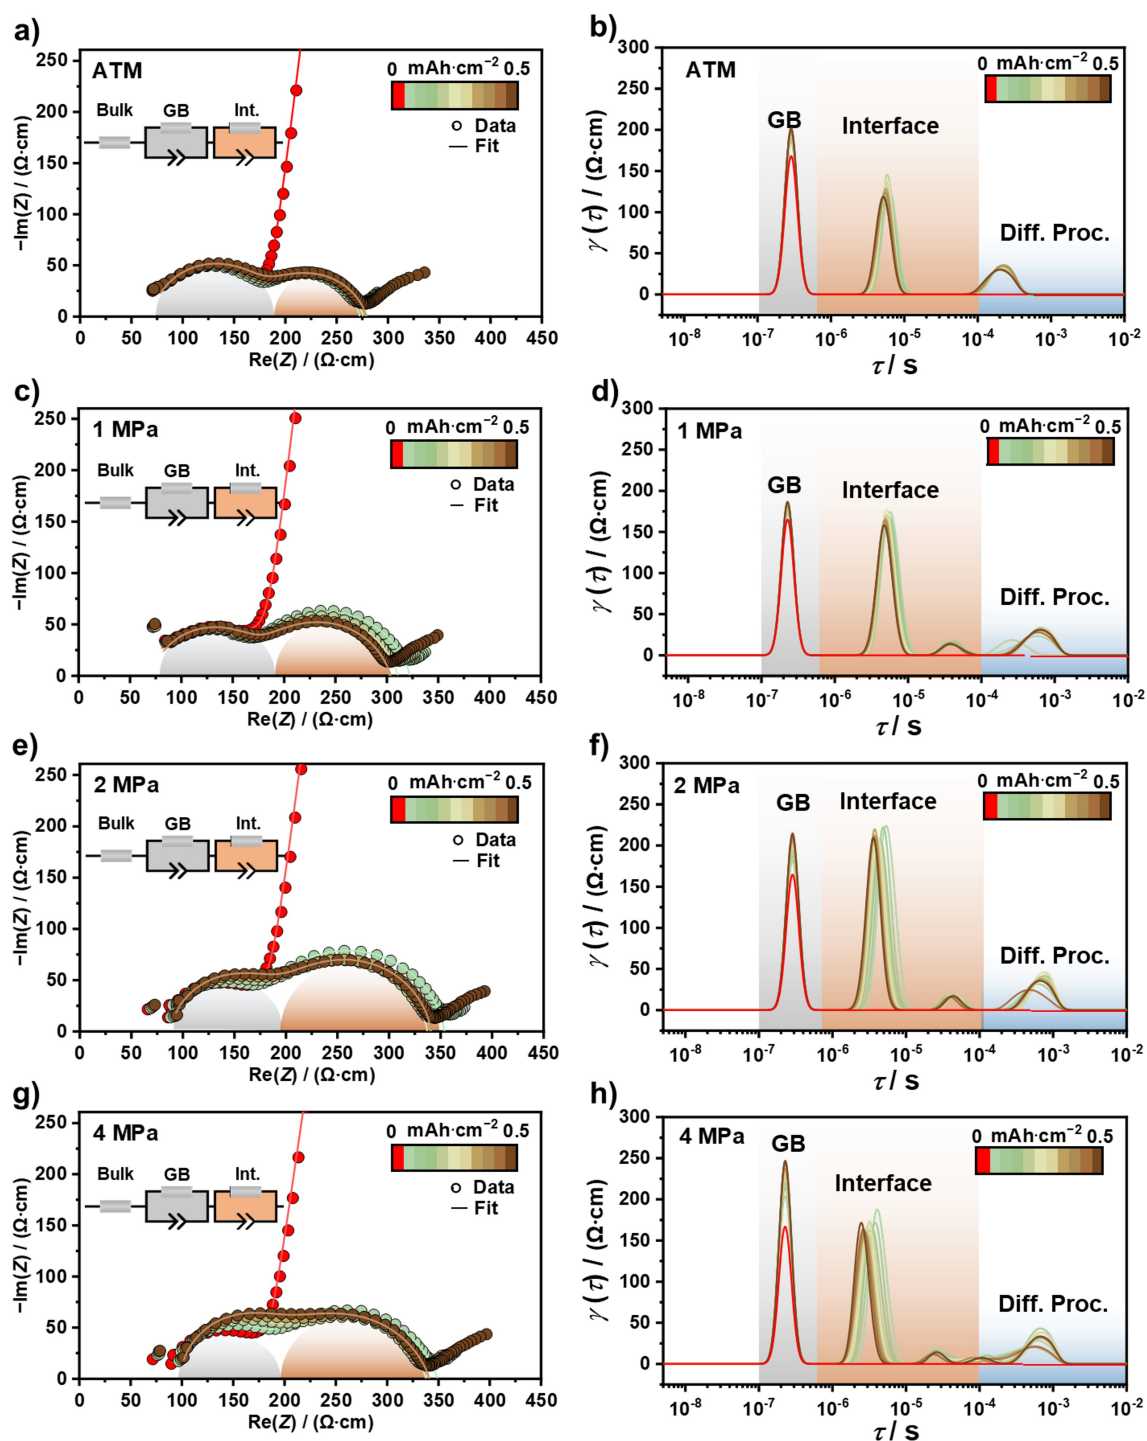 a)
ATM
0 mAh·cm⁻² 0.5
Bulk GB Int.
Data
Fit
−Im(Z) / (Ω·cm)
250
200
150
100
50
0
0 50 100 150 200 250 300 350 400 450
Re(Z) / (Ω·cm)
b)
ATM
0 mAh·cm⁻² 0.5
GB
Interface
Diff. Proc.
γ (τ) / (Ω·cm)
300
250
200
150
100
50
0
10⁻⁸ 10⁻⁷ 10⁻⁶ 10⁻⁵ 10⁻⁴ 10⁻³ 10⁻²
τ / s
c)
1 MPa
0 mAh·cm⁻² 0.5
Bulk GB Int.
Data
Fit
−Im(Z) / (Ω·cm)
250
200
150
100
50
0
0 50 100 150 200 250 300 350 400 450
Re(Z) / (Ω·cm)
d)
1 MPa
0 mAh·cm⁻² 0.5
GB
Interface
Diff. Proc.
γ (τ) / (Ω·cm)
300
250
200
150
100
50
0
10⁻⁸ 10⁻⁷ 10⁻⁶ 10⁻⁵ 10⁻⁴ 10⁻³ 10⁻²
τ / s
e)
2 MPa
0 mAh·cm⁻² 0.5
Bulk GB Int.
Data
Fit
−Im(Z) / (Ω·cm)
250
200
150
100
50
0
0 50 100 150 200 250 300 350 400 450
Re(Z) / (Ω·cm)
f)
2 MPa
0 mAh·cm⁻² 0.5
GB
Interface
Diff. Proc.
γ (τ) / (Ω·cm)
300
250
200
150
100
50
0
10⁻⁸ 10⁻⁷ 10⁻⁶ 10⁻⁵ 10⁻⁴ 10⁻³ 10⁻²
τ / s
g)
4 MPa
0 mAh·cm⁻² 0.5
Bulk GB Int.
Data
Fit
−Im(Z) / (Ω·cm)
250
200
150
100
50
0
0 50 100 150 200 250 300 350 400 450
Re(Z) / (Ω·cm)
h)
4 MPa
0 mAh·cm⁻² 0.5
GB
Interface
Diff. Proc.
γ (τ) / (Ω·cm)
300
250
200
150
100
50
0
10⁻⁸ 10⁻⁷ 10⁻⁶ 10⁻⁵ 10⁻⁴ 10⁻³ 10⁻²
τ / s